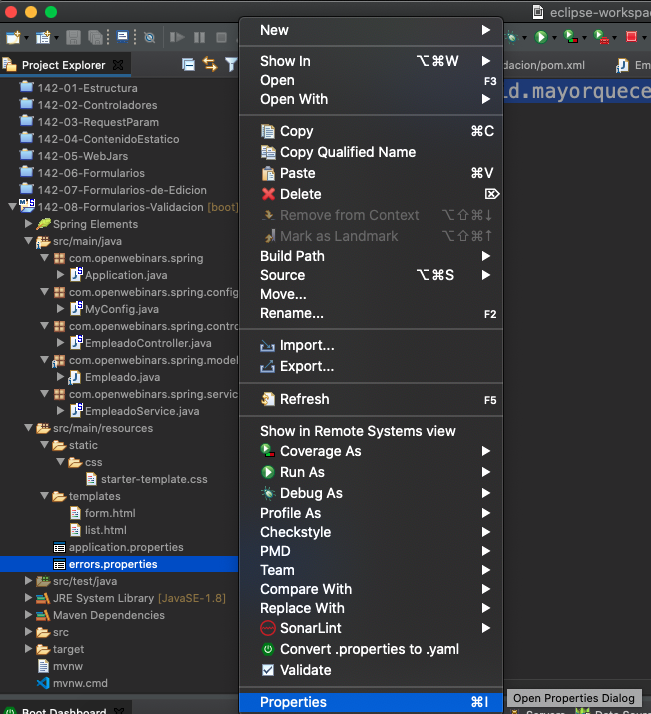 eclipse-workspac
Project Explorer
142-01-Estructura
142-02-Controladores
142-03-RequestParam
142-04-ContenidoEstatico
142-05-WebJars
142-06-Formularios
142-07-Formularios-de-Edicion
142-08-Formularios-Validacion [boot]
Spring Elements
src/main/java
com.openwebinars.spring
Application.java
com.openwebinars.spring.config
MyConfig.java
com.openwebinars.spring.contro
EmpleadoController.java
com.openwebinars.spring.model
Empleado.java
com.openwebinars.spring.servic
EmpleadoService.java
src/main/resources
static
css
starter-template.css
templates
form.html
list.html
application.properties
errors.properties
src/test/java
JRE System Library [JavaSE-1.8]
Maven Dependencies
src
target
mvnw
mvnw.cmd
Boot Dashboard
New
Show In ⌥⌘W
Open F3
Open With
Copy ⌘C
Copy Qualified Name
Paste ⌘V
Delete ⌦
Remove from Context ⌥⇧⌘↓
Mark as Landmark ⌥⇧⌘↑
Build Path
Source ⌥⌘S
Move...
Rename... F2
Import...
Export...
Refresh F5
Show in Remote Systems view
Coverage As
Run As
Debug As
Profile As
Checkstyle
PMD
Team
Compare With
Replace With
SonarLint
Convert .properties to .yaml
Validate
Properties ⌘I
dacion/pom.xml
Em
ld.mayorquece
Open Properties Dialog